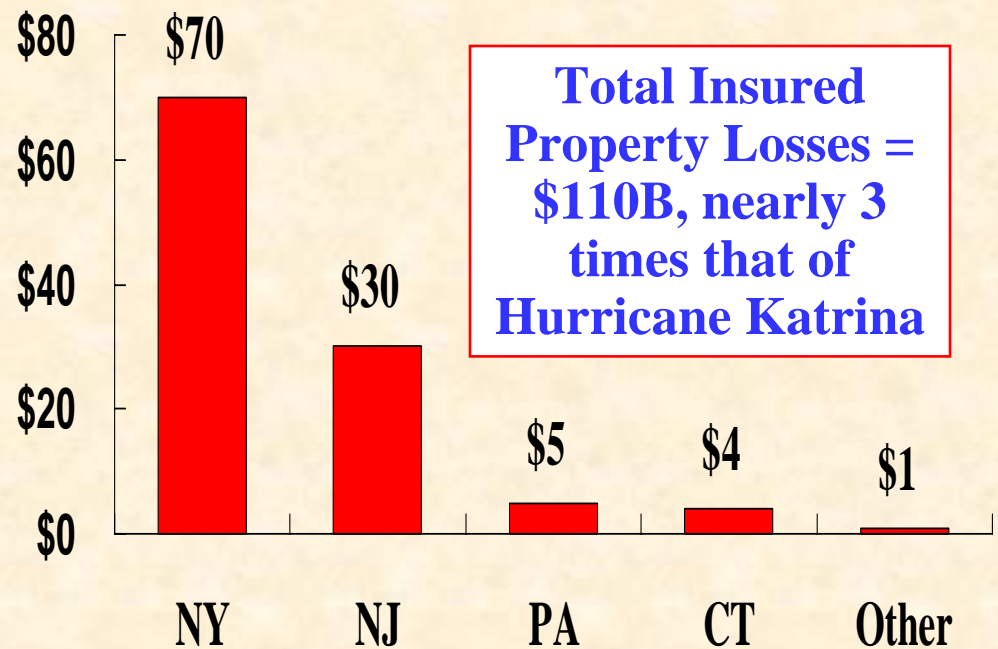 $80
$60
$40
$20
$0
$70
$30
$5
$4
$1
Total Insured
Property Losses =
$110B, nearly 3
times that of
Hurricane Katrina
NY NJ PA CT Other